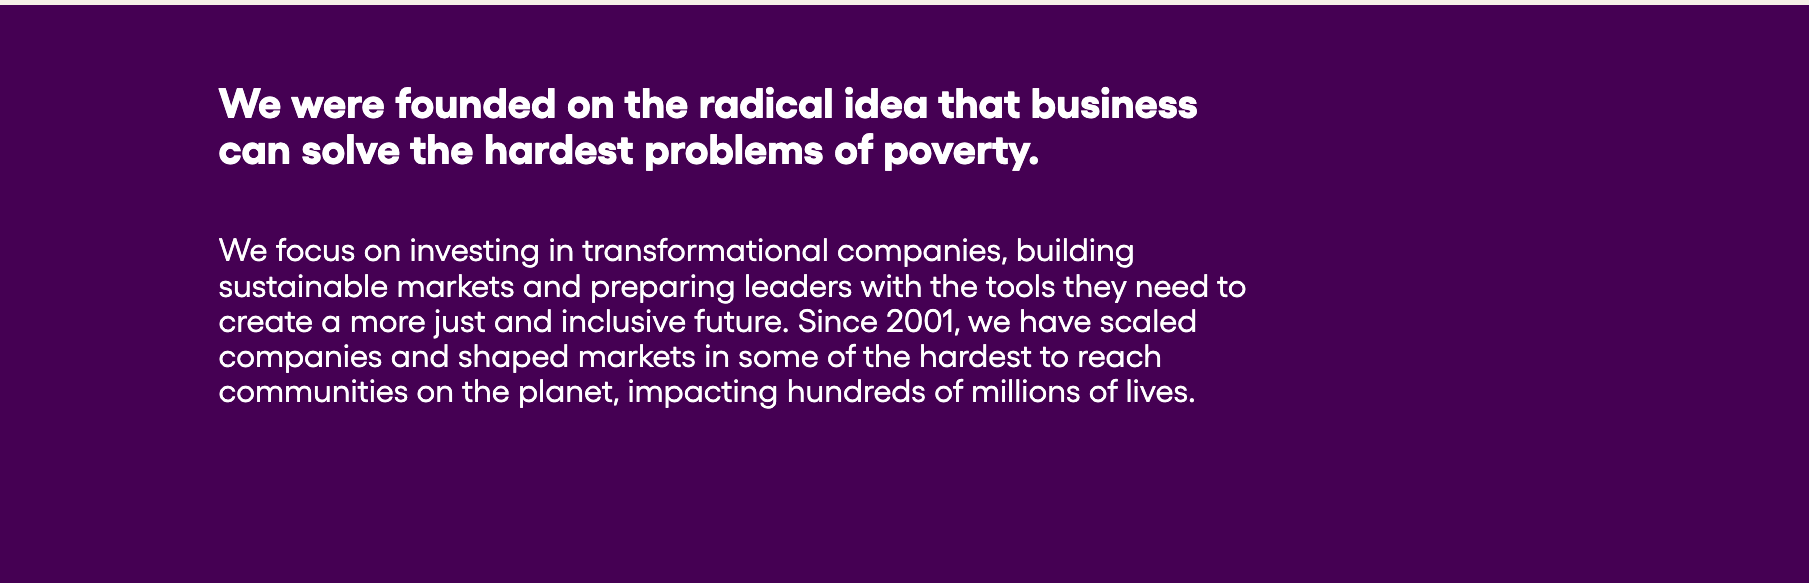 We were founded on the radical idea that business
can solve the hardest problems of poverty.
We focus on investing in transformational companies, building
sustainable markets and preparing leaders with the tools they need to
create a more just and inclusive future. Since 2001, we have scaled
companies and shaped markets in some of the hardest to reach
communities on the planet, impacting hundreds of millions of lives.